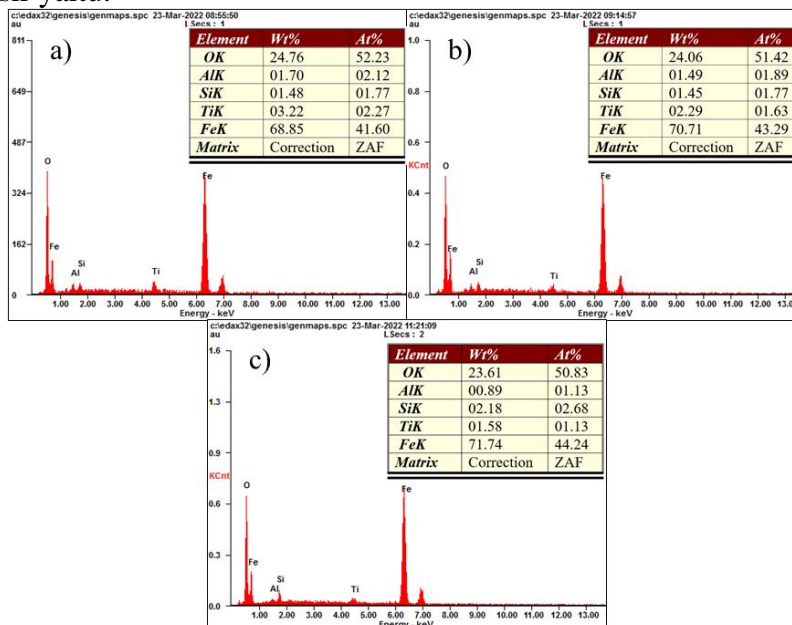 c:\edax32\genesis\genmaps.spc 23-Mar-2022 08:55:50
au
LSecs : 1
a)
811
649
487
324
162
0
Element Wt% At%
OK 24.76 52.23
AlK 01.70 02.12
SiK 01.48 01.77
TiK 03.22 02.27
FeK 68.85 41.60
Matrix Correction ZAF
O
Fe
Al
Si
Ti
Fe
1.00 2.00 3.00 4.00 5.00 6.00 7.00 8.00 9.00 10.00 11.00 12.00 13.0
Energy - keV
c:\edax32\genesis\genmaps.spc 23-Mar-2022 09:14:57
au
LSecs : 1
b)
1.0
0.8
0.6
KCnt
0.4
0.2
0.0
Element Wt% At%
OK 24.06 51.42
AlK 01.49 01.89
SiK 01.45 01.77
TiK 02.29 01.63
FeK 70.71 43.29
Matrix Correction ZAF
O
Fe
Al
Si
Ti
Fe
1.00 2.00 3.00 4.00 5.00 6.00 7.00 8.00 9.00 10.00 11.00 12.00 13.0
Energy - keV
c:\edax32\genesis\genmaps.spc 23-Mar-2022 11:21:09
au
LSecs : 2
c)
1.6
1.3
0.9
KCnt
0.6
0.3
0.0
Element Wt% At%
OK 23.61 50.83
AlK 00.89 01.13
SiK 02.18 02.68
TiK 01.58 01.13
FeK 71.74 44.24
Matrix Correction ZAF
O
Fe
Al
Si
Ti
Fe
1.00 2.00 3.00 4.00 5.00 6.00 7.00 8.00 9.00 10.00 11.00 12.00 13.00
Energy - keV